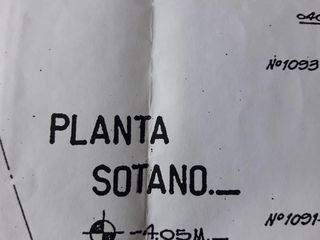 Nº1093
PLANTA
SOTANO._
-4.05M._
Nº1091-